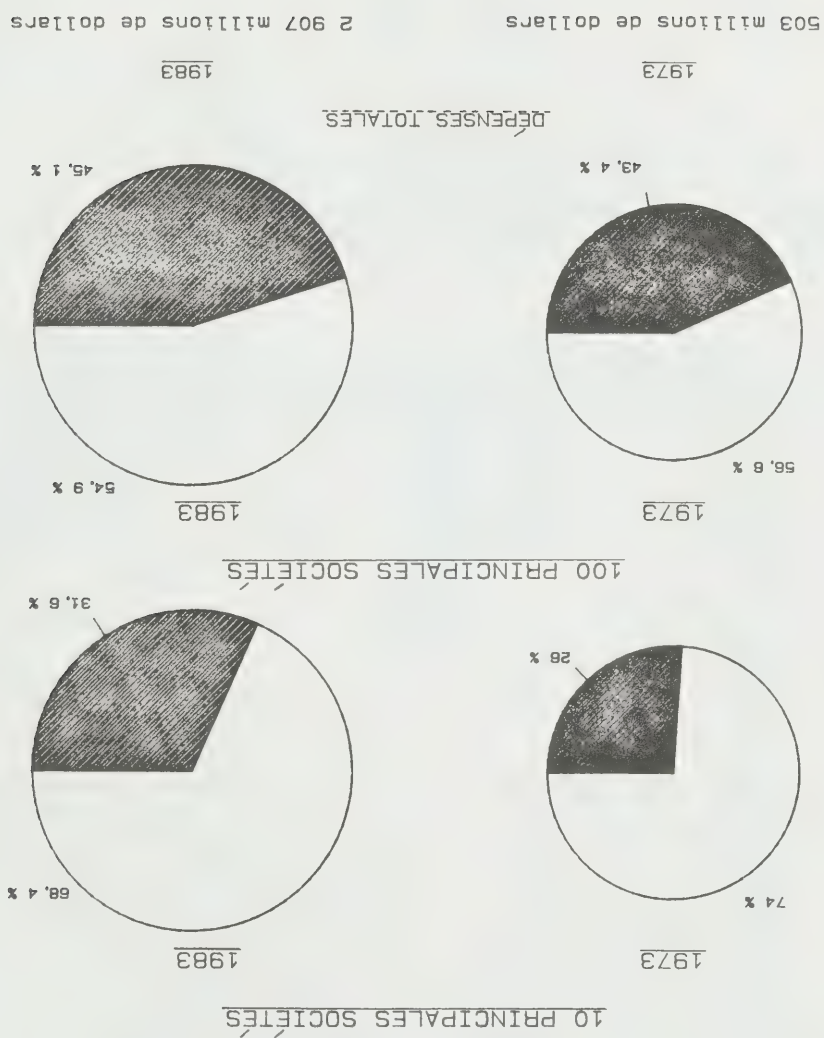 10 PRINCIPALES SOCIÉTÉS
1973
1983
74 %
68,4 %
26 %
31,6 %
100 PRINCIPALES SOCIÉTÉS
1973
1983
56,6 %
54,9 %
43,4 %
45,1 %
DÉPENSES TOTALES
1973
1983
503 millions de dollars
2 907 millions de dollars